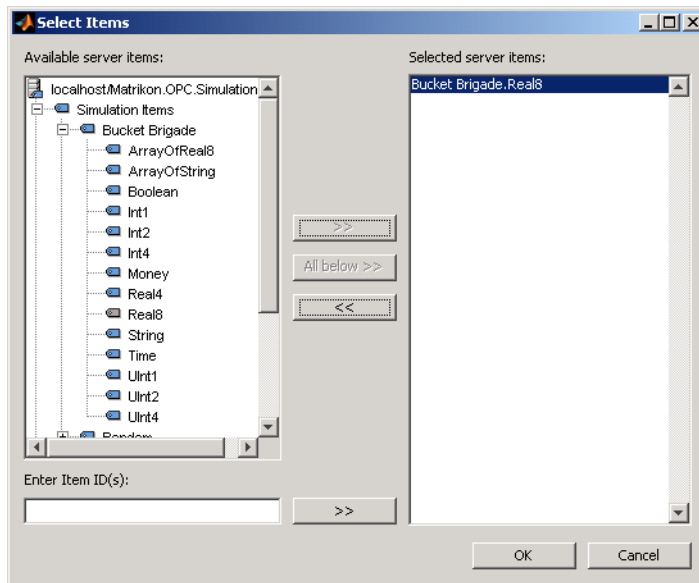 Select Items
Available server items:
localhost/Matrikon.OPC.Simulation
Simulation Items
Bucket Brigade
ArrayOfReal8
ArrayOfString
Boolean
Int1
Int2
Int4
Money
Real4
Real8
String
Time
UInt1
UInt2
UInt4
Random
Enter Item ID(s):
>>
All below >>
<<
>>
Selected server items:
Bucket Brigade.Real8
OK
Cancel